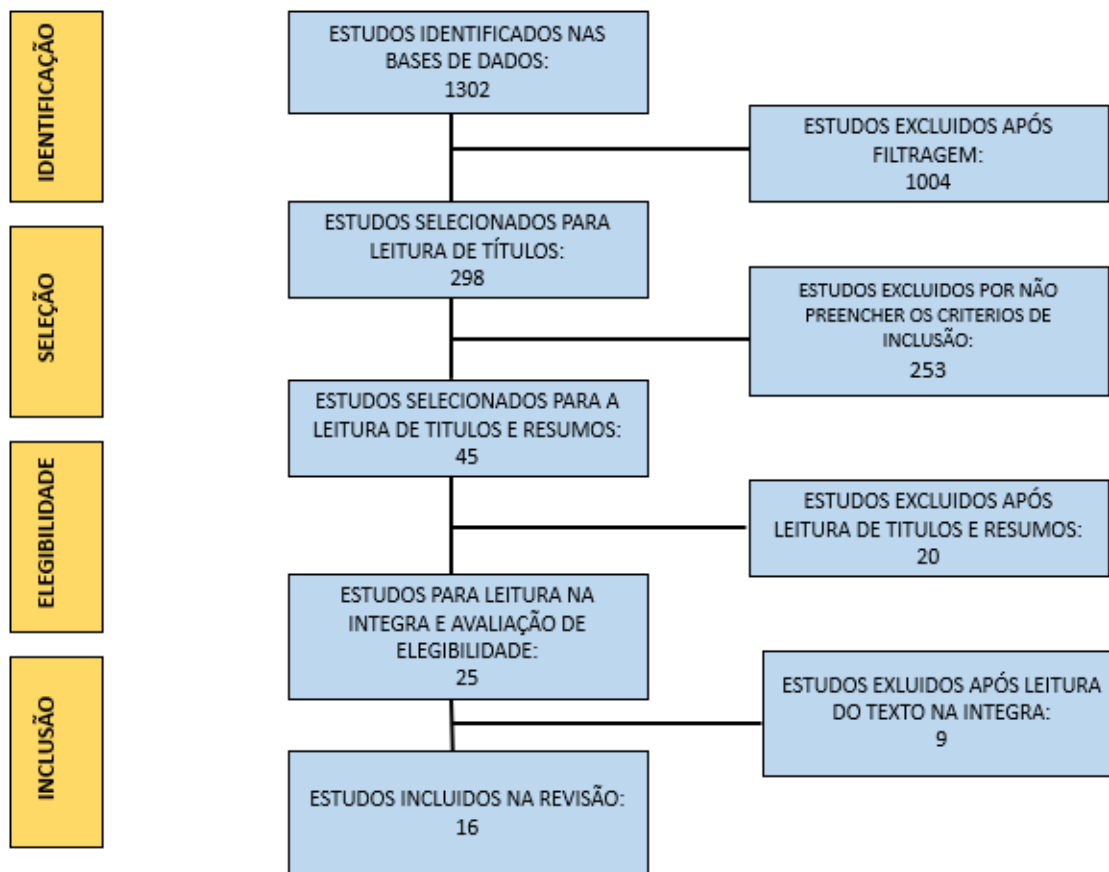 IDENTIFICAÇÃO
ESTUDOS IDENTIFICADOS NAS
BASES DE DADOS:
1302
ESTUDOS EXCLUIDOS APÓS
FILTRAGEM:
1004
SELEÇÃO
ESTUDOS SELECIONADOS PARA
LEITURA DE TÍTULOS:
298
ESTUDOS EXCLUIDOS POR NÃO
PREENCHER OS CRITERIOS DE
INCLUSÃO:
253
ESTUDOS SELECIONADOS PARA A
LEITURA DE TITULOS E RESUMOS:
45
ELEGIBILIDADE
ESTUDOS EXCLUIDOS APÓS
LEITURA DE TITULOS E RESUMOS:
20
ESTUDOS PARA LEITURA NA
INTEGRA E AVALIAÇÃO DE
ELEGIBILIDADE:
25
INCLUSÃO
ESTUDOS EXLUIDOS APÓS LEITURA
DO TEXTO NA INTEGRA:
9
ESTUDOS INCLUIDOS NA REVISÃO:
16